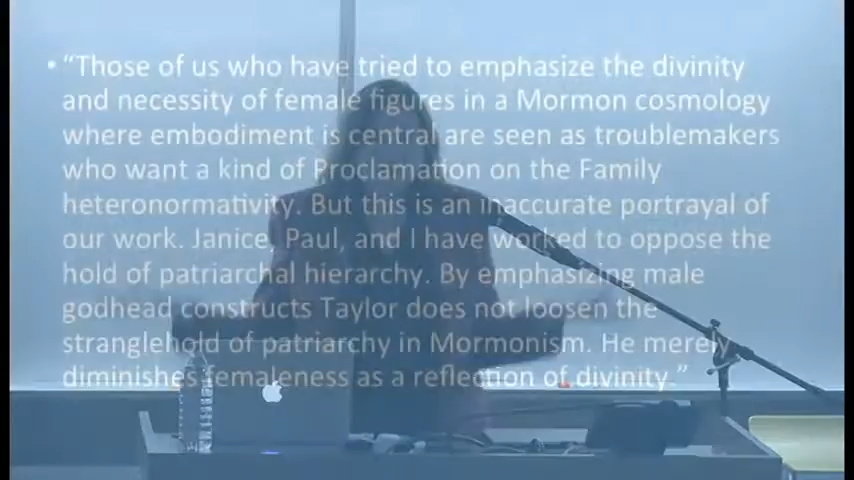 • “Those of us who have tried to emphasize the divinity
and necessity of female figures in a Mormon cosmology
where embodiment is central are seen as troublemakers
who want a kind of Proclamation on the Family
heteronormativity. But this is an inaccurate portrayal of
our work. Janice, Paul, and I have worked to oppose the
hold of patriarchal hierarchy. By emphasizing male
godhead constructs Taylor does not loosen the
stranglehold of patriarchy in Mormonism. He merely
diminishes femaleness as a reflection of divinity.”